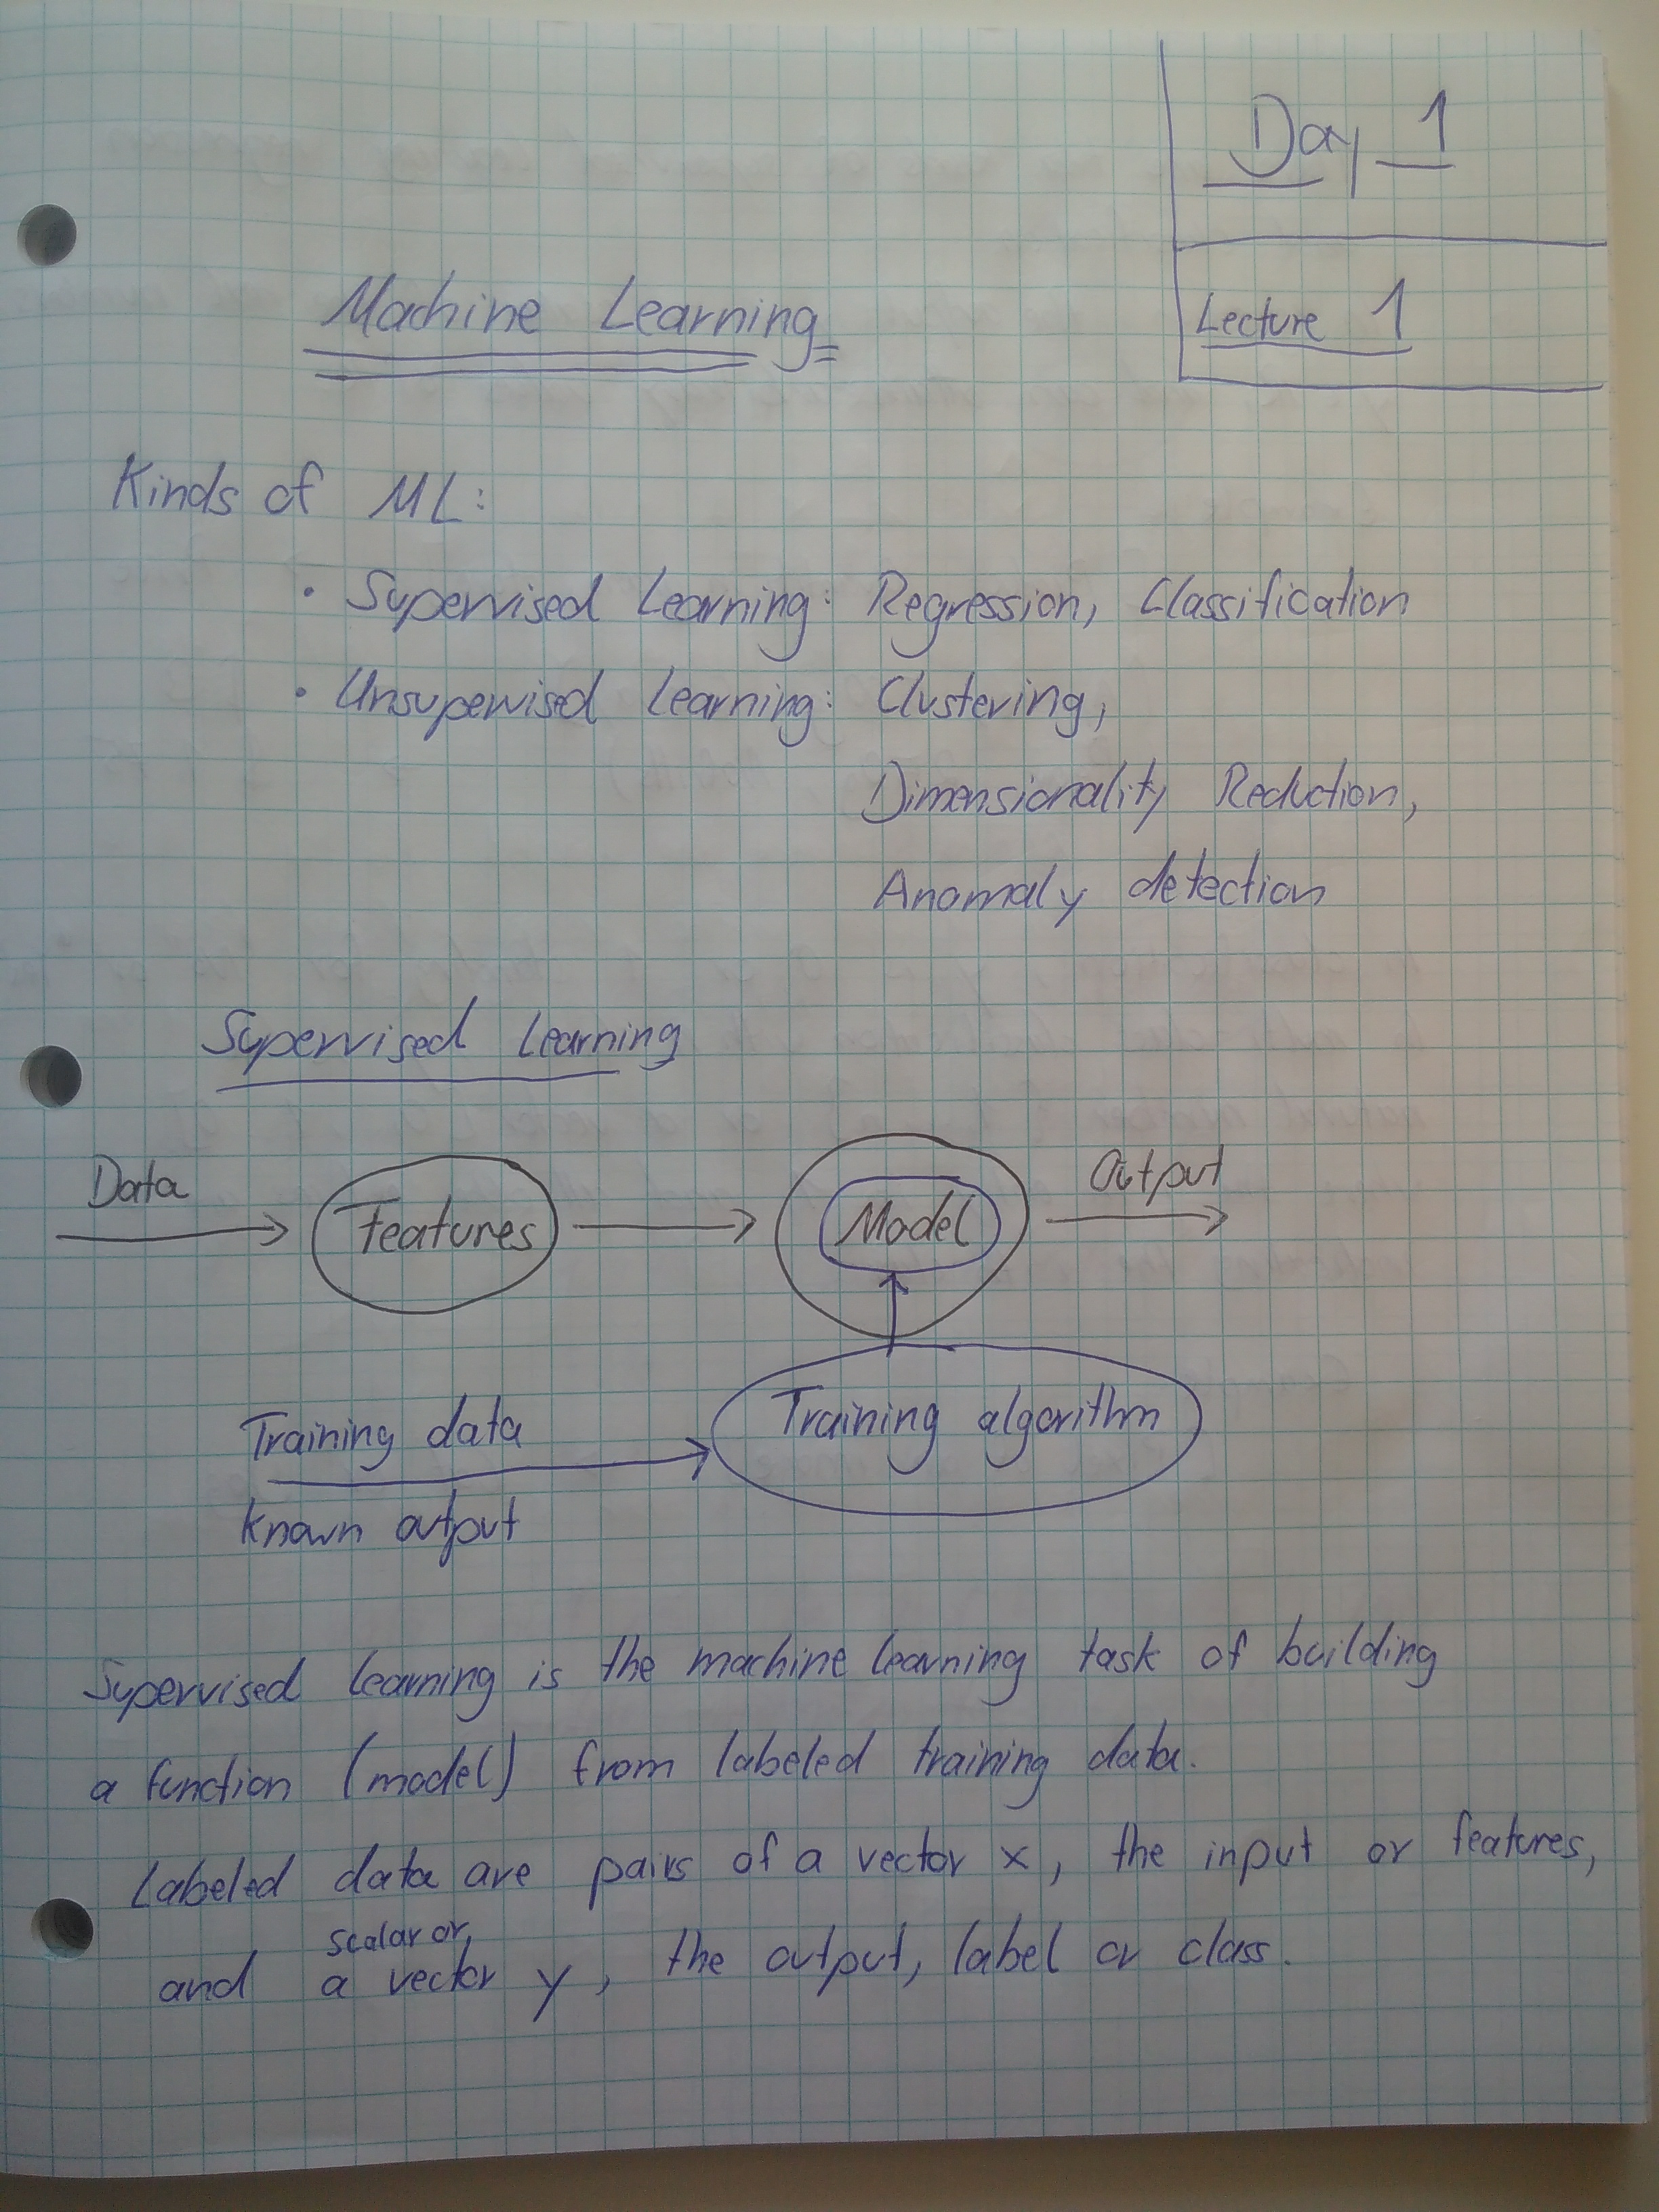 Day 1
Lecture 1
Machine Learning
Kinds of ML:
• Supervised Learning: Regression, Classification
• Unsupervised Learning: Clustering,
Dimensionality Reduction,
Anomaly detection
Supervised Learning
Data
Features
Model
Output
Training data
Training algorithm
known output
Supervised learning is the machine learning task of building
a function (model) from labeled training data.
Labeled data are pairs of a vector x, the input or features,
scalar or
and a vector y, the output, label or class.